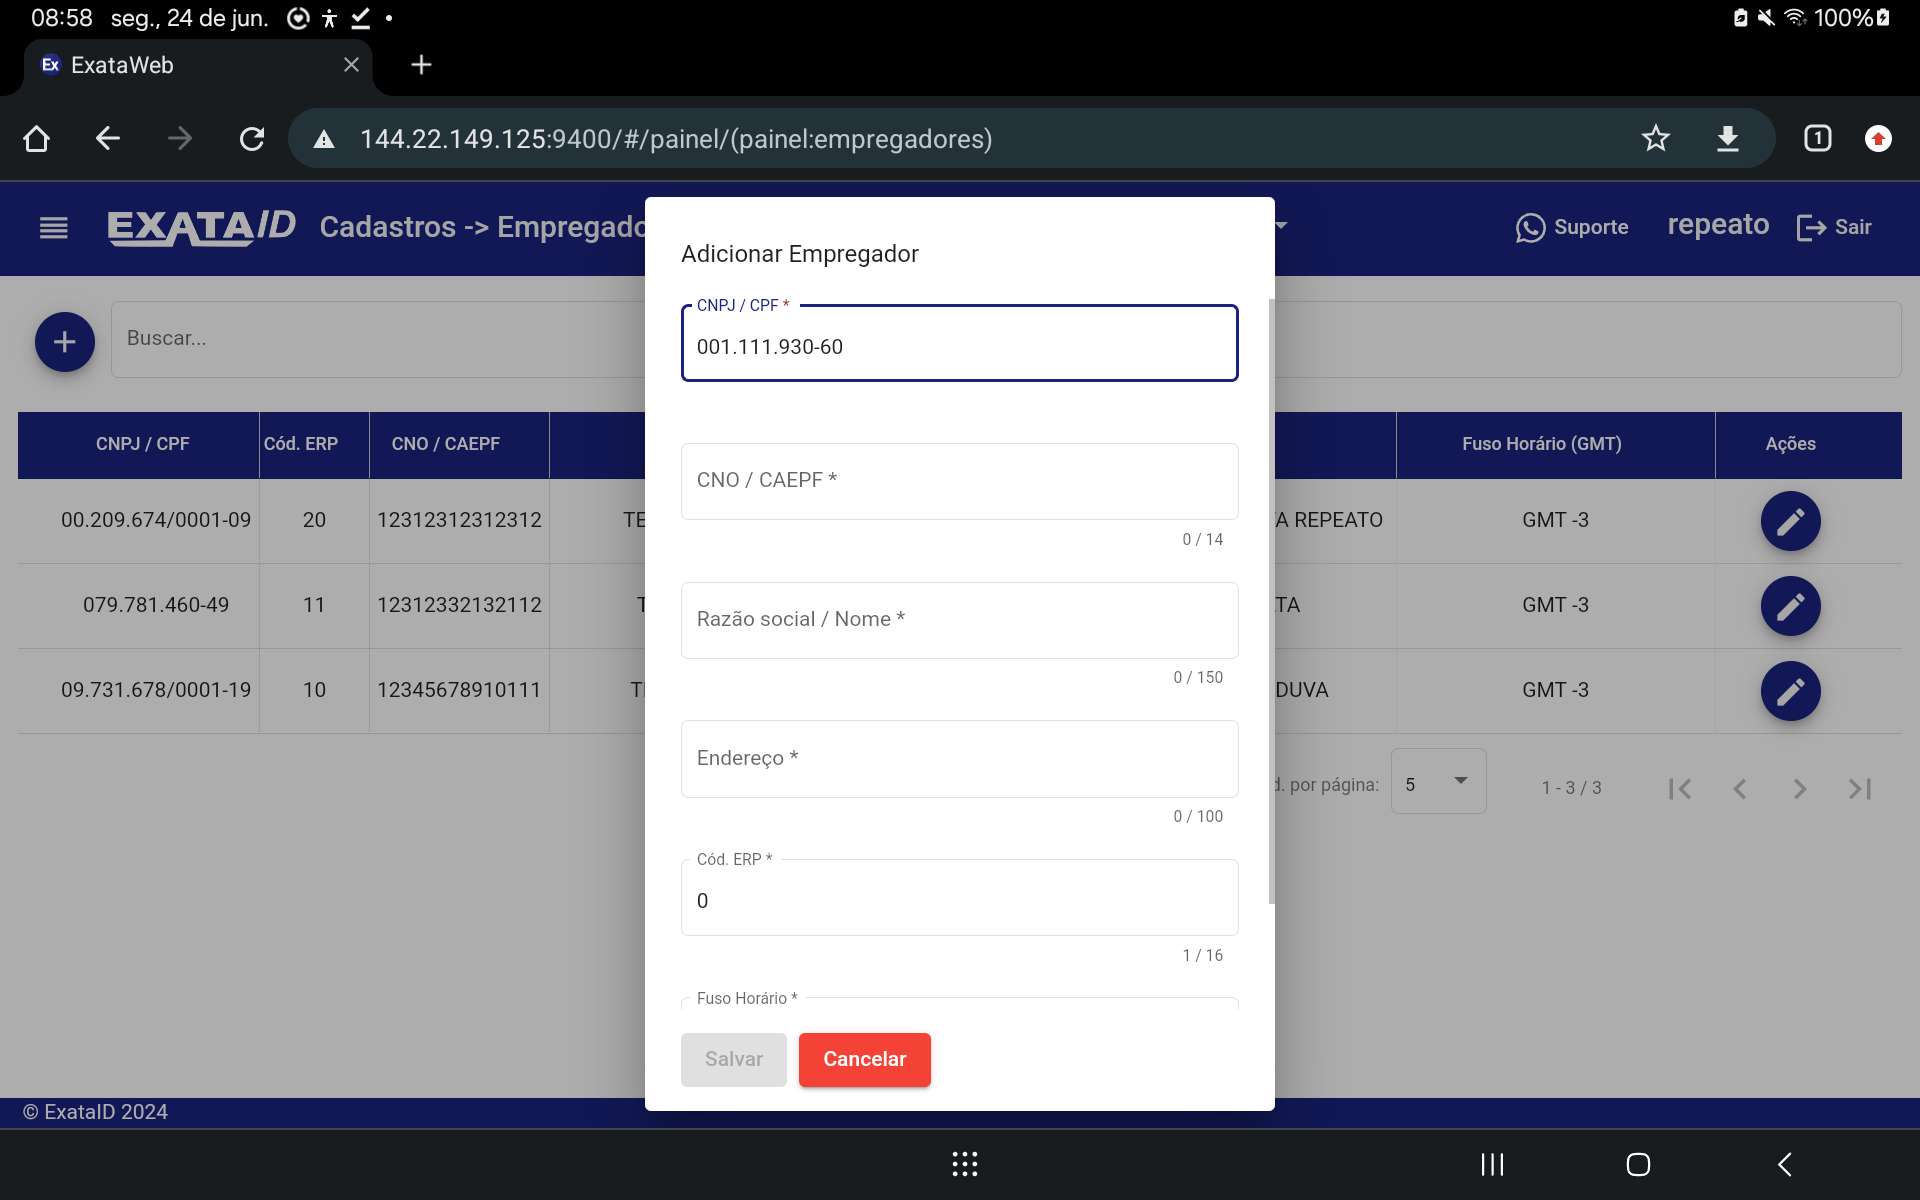 08:58 seg., 24 de jun. 100%
Ex ExataWeb
144.22.149.125:9400/#/painel/(painel:empregadores) 1
EXATAID Cadastros -> Empregado Suporte repeato Sair
Adicionar Empregador
CNPJ / CPF *
001.111.930-60
Buscar...
CNPJ / CPF Cód. ERP CNO / CAEPF Fuso Horário (GMT) Ações
CNO / CAEPF *
0 / 14
00.209.674/0001-09 20 12312312312312 TE A REPEATO GMT -3
079.781.460-49 11 12312332132112 T TA GMT -3
Razão social / Nome *
0 / 150
09.731.678/0001-19 10 12345678910111 DUVA GMT -3
Endereço *
0 / 100
d. por página: 5 1 - 3 / 3
Cód. ERP *
0
1 / 16
Fuso Horário *
Salvar Cancelar
© ExataID 2024